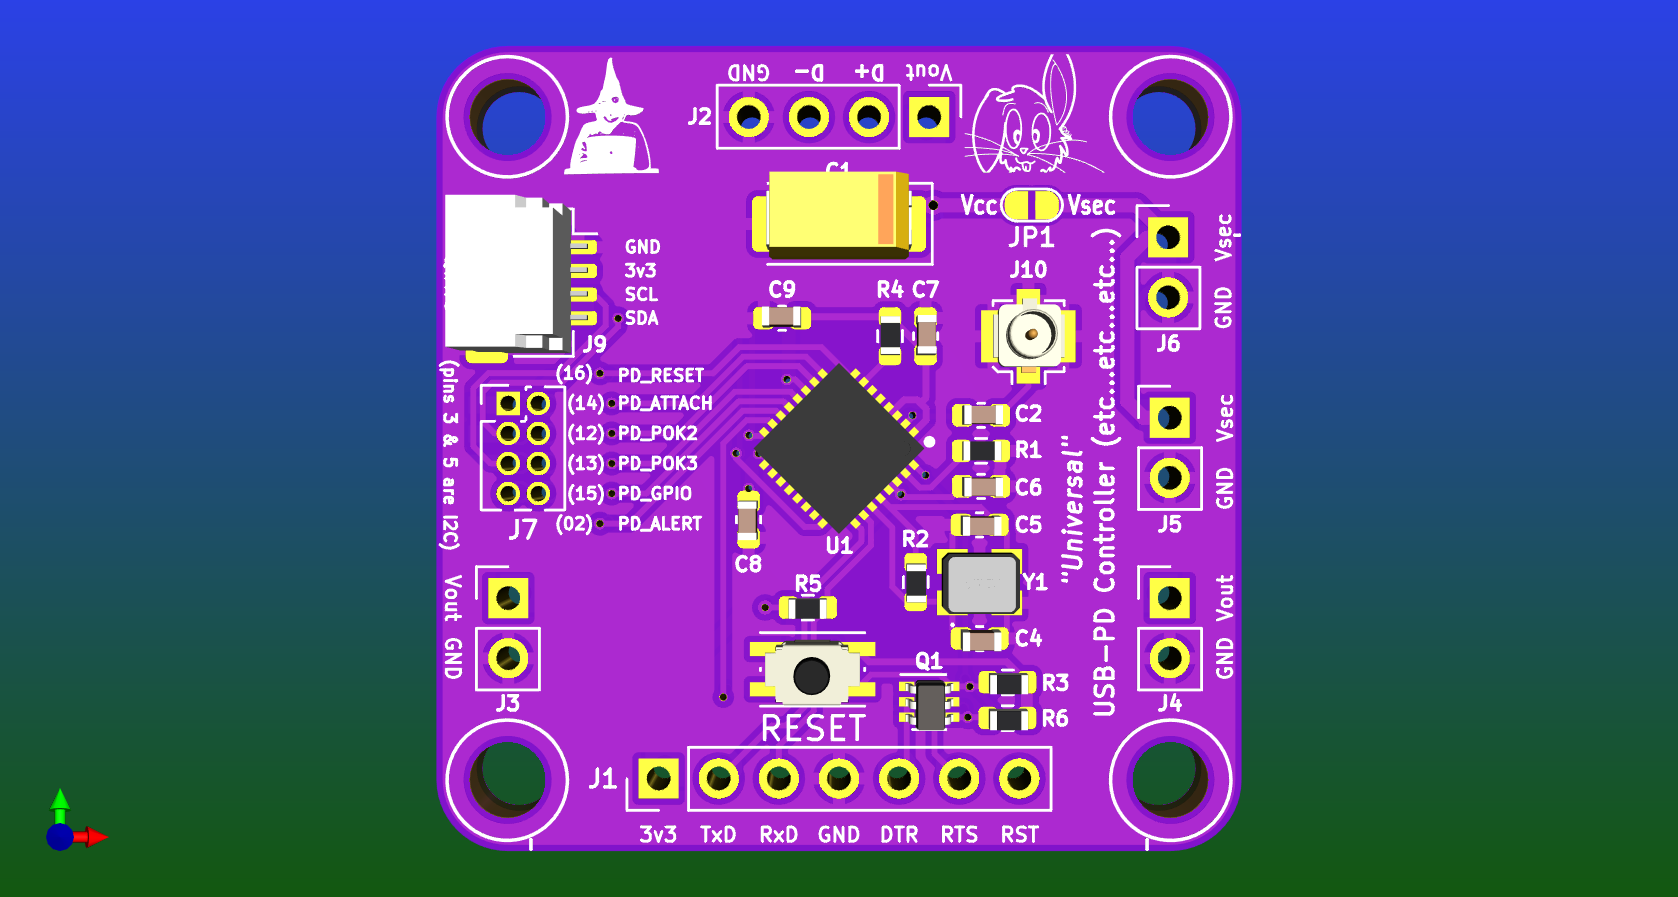 GND D- D+ Vout
J2
C1
Vcc Vsec
JP1
Vsec
GND
J6
GND
3v3
SCL
SDA
J9
C9
R4 C7
J10
(16) PD_RESET
(14) PD_ATTACH
(12) PD_POK2
(13) PD_POK3
(15) PD_GPIO
(02) PD_ALERT
J7
(pins 3 & 5 are I2C)
C2
R1
C6
C5
Vsec
GND
J5
"Universal"
USB-PD Controller (etc...etc...etc...)
U1
C8
R2
Y1
R5
C4
Vout
GND
J3
Vout
GND
J4
Q1
R3
R6
RESET
J1
3v3 TxD RxD GND DTR RTS RST